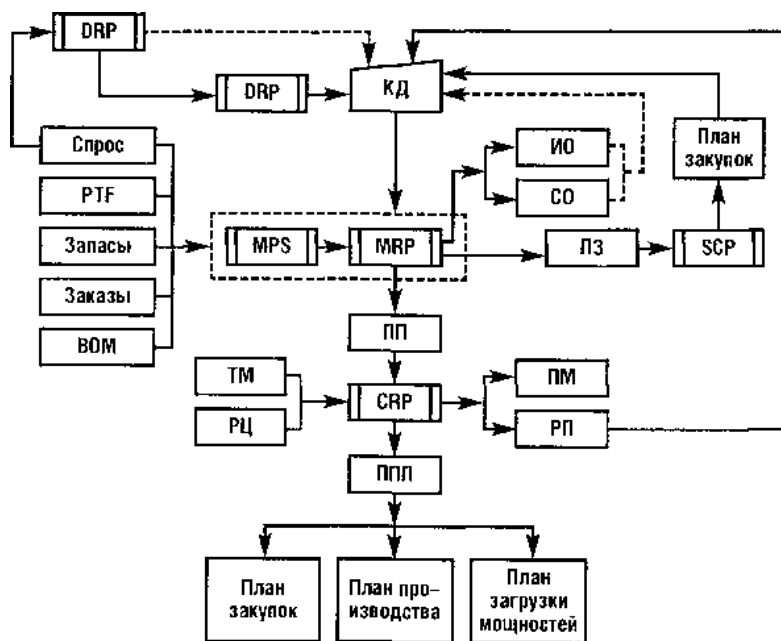 DRP
DRP
КД
Спрос
PTF
Запасы
Заказы
BOM
MPS
MRP
ИО
СО
План
закупок
ПЗ
SCP
ПП
ТМ
РЦ
CRP
ПМ
РП
ППЛ
План
закупок
План про-
изводства
План
загрузки
мощностей